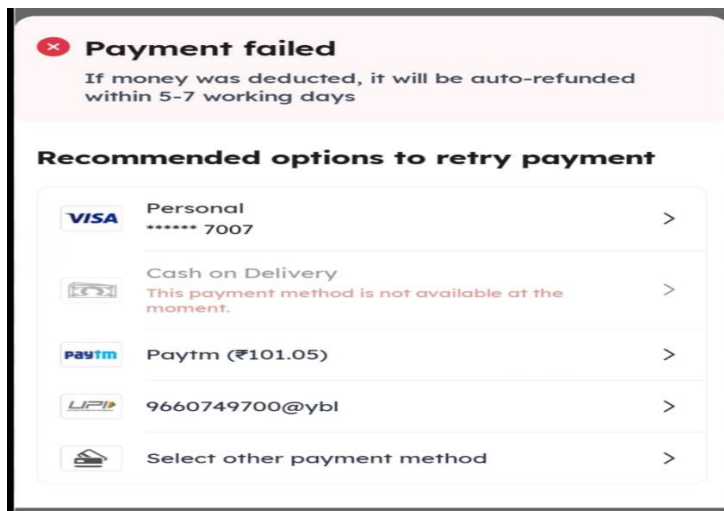 Payment failed
If money was deducted, it will be auto-refunded
within 5-7 working days
Recommended options to retry payment
VISA
Personal
****** 7007
Cash on Delivery
This payment method is not available at the
moment.
paytm
Paytm (₹101.05)
UPI
9660749700@ybl
Select other payment method